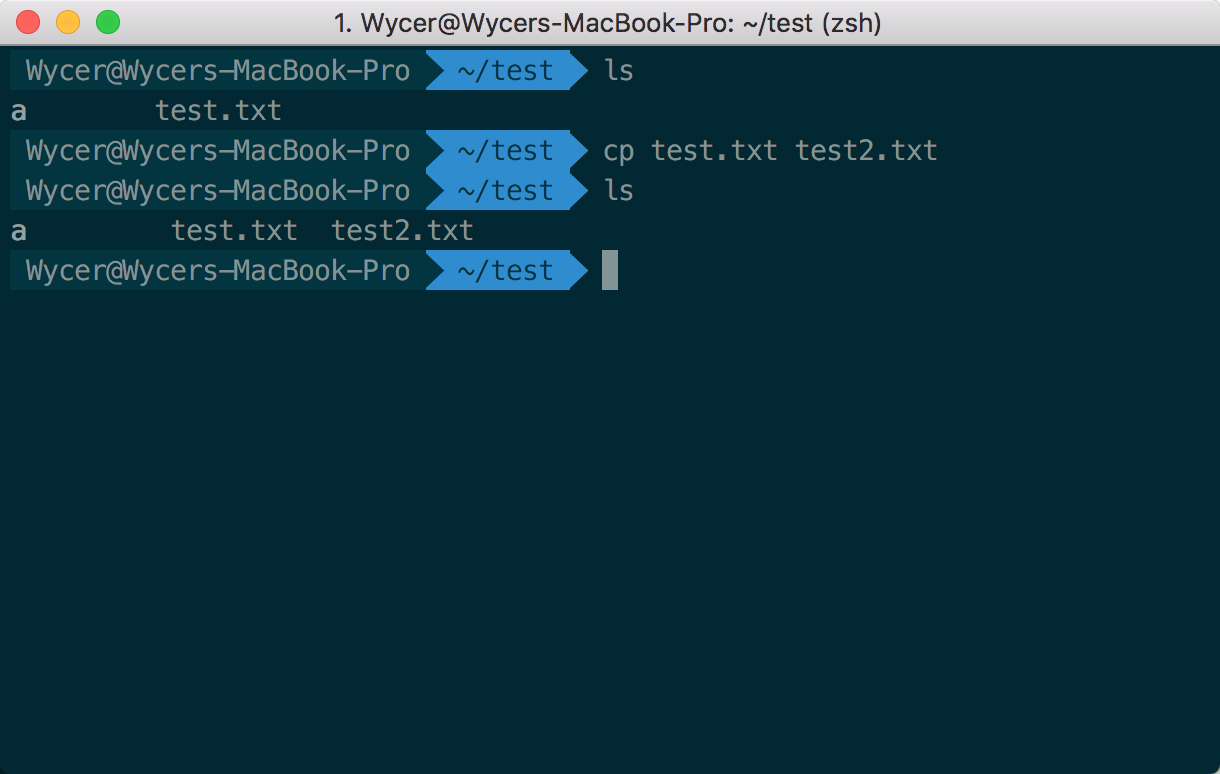 1. Wycer@Wycers-MacBook-Pro: ~/test (zsh)
Wycer@Wycers-MacBook-Pro ~/test ls
a test.txt
Wycer@Wycers-MacBook-Pro ~/test cp test.txt test2.txt
Wycer@Wycers-MacBook-Pro ~/test ls
a test.txt test2.txt
Wycer@Wycers-MacBook-Pro ~/test